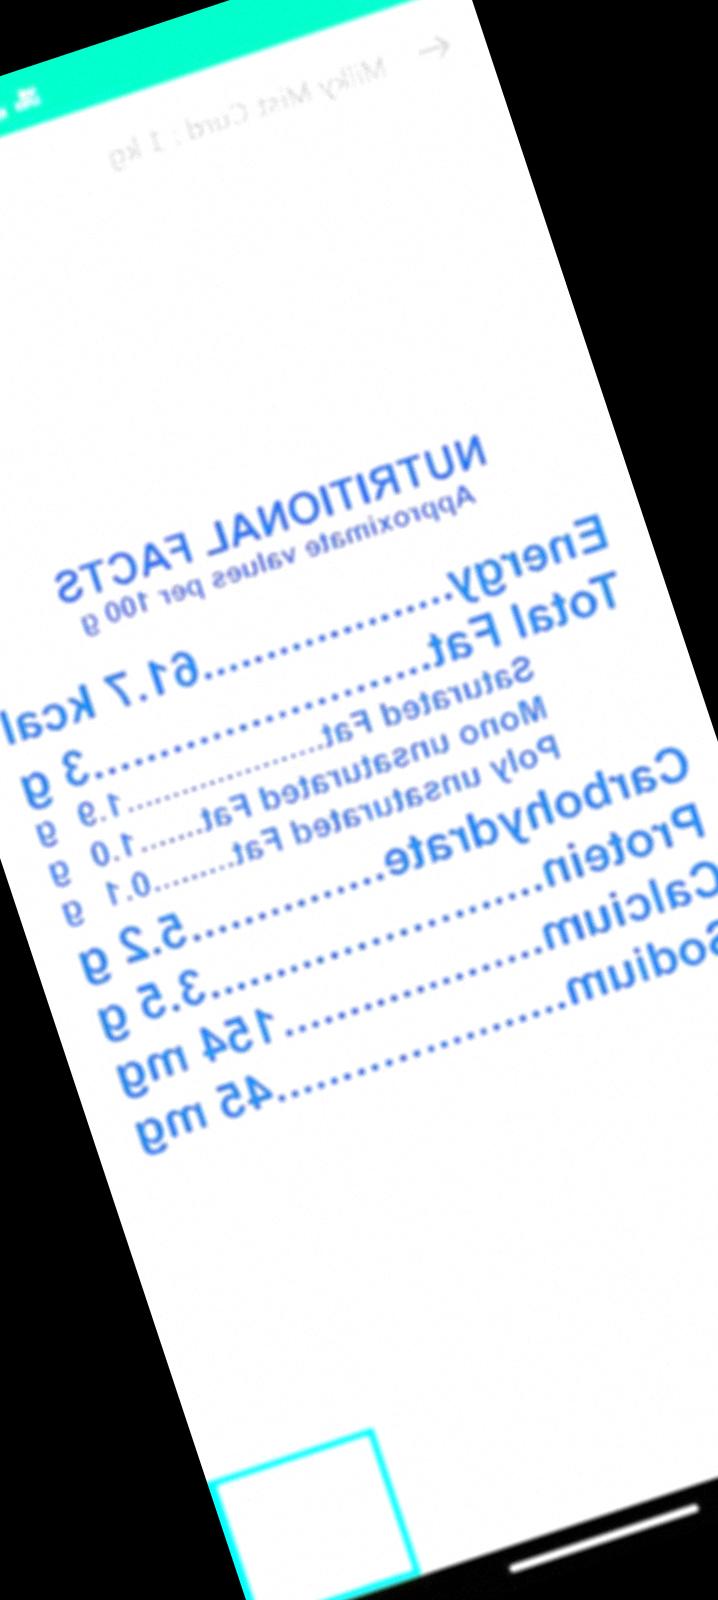 Milky Mist Curd : 1 kg
NUTRITIONAL FACTS
Approximate values per 100 g
Energy....................61.7 kcal
Total Fat..........................3 g
Saturated Fat......................1.9 g
Mono unsaturated Fat........1.0 g
Poly unsaturated Fat..........0.1 g
Carbohydrate...............5.2 g
Protein.........................3.5 g
Calcium....................154 mg
Sodium......................45 mg